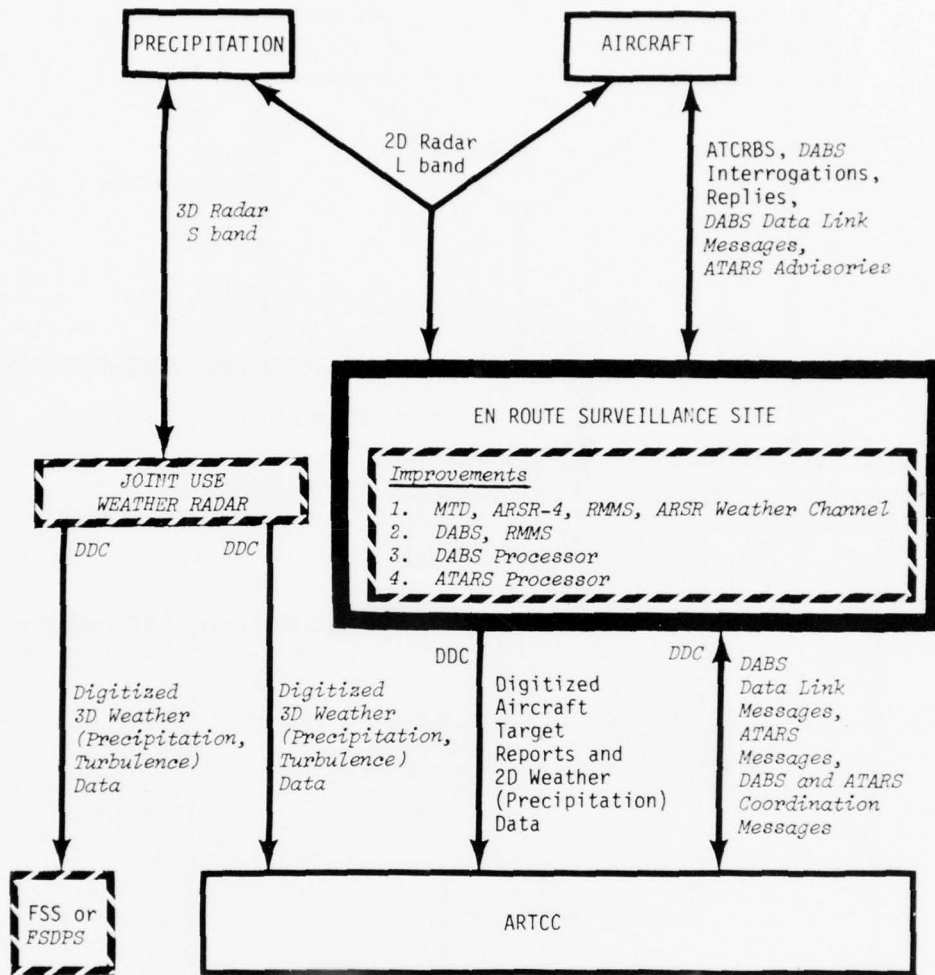 PRECIPITATION
AIRCRAFT
2D Radar
L band
3D Radar
S band
ATCRBS, DABS
Interrogations,
Replies,
DABS Data Link
Messages,
ATARS Advisories
EN ROUTE SURVEILLANCE SITE
Improvements
1. MTD, ARSR-4, RMMS, ARSR Weather Channel
2. DABS, RMMS
3. DABS Processor
4. ATARS Processor
JOINT USE
WEATHER RADAR
DDC
DDC
DDC
DDC
Digitized
3D Weather
(Precipitation,
Turbulence)
Data
Digitized
3D Weather
(Precipitation,
Turbulence)
Data
Digitized
Aircraft
Target
Reports and
2D Weather
(Precipitation)
Data
DABS
Data Link
Messages,
ATARS
Messages,
DABS and ATARS
Coordination
Messages
FSS or
FSDPS
ARTCC